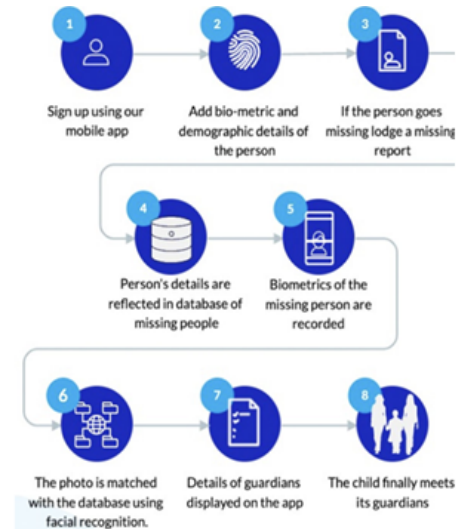 1
2
3
Sign up using our
mobile app
Add bio-metric and
demographic details of
the person
If the person goes
missing lodge a missing
report
4
5
Person's details are
reflected in database of
missing people
Biometrics of the
missing person are
recorded
6
7
8
The photo is matched
with the database using
facial recognition.
Details of guardians
displayed on the app
The child finally meets
its guardians